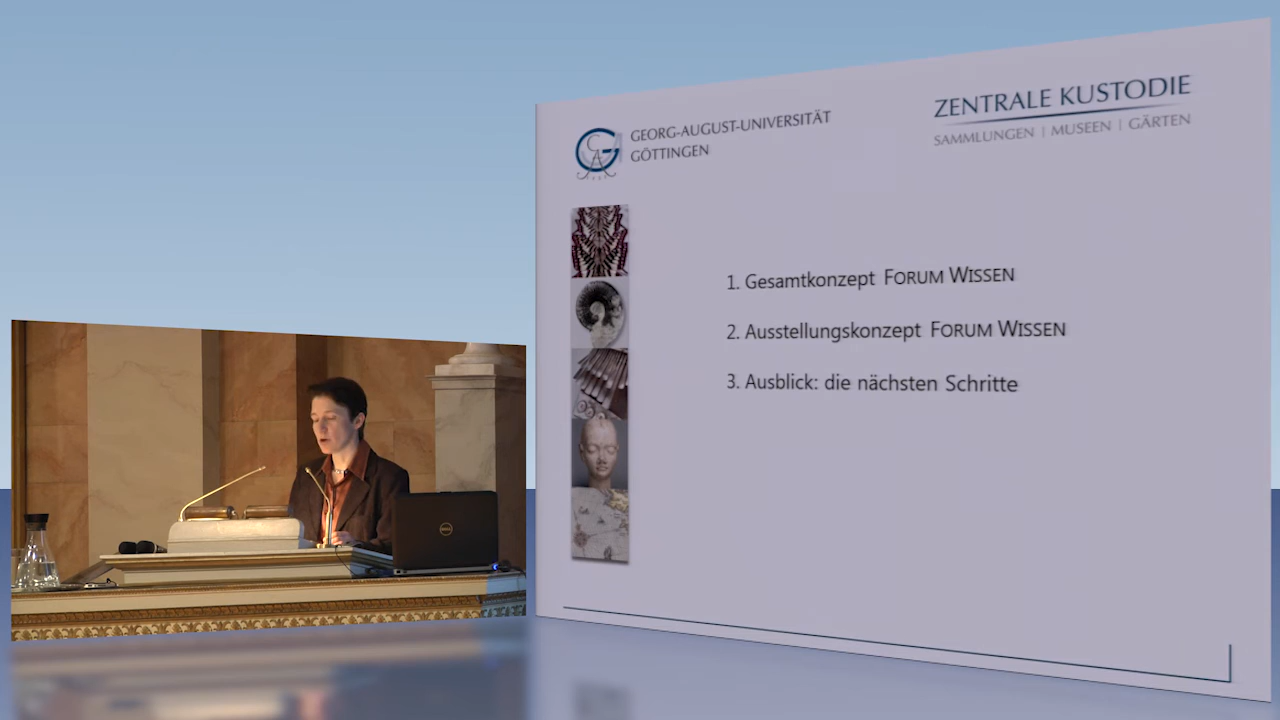 GEORG-AUGUST-UNIVERSITÄT
GÖTTINGEN
ZENTRALE KUSTODIE
SAMMLUNGEN | MUSEEN | GÄRTEN
1. Gesamtkonzept FORUM WISSEN
2. Ausstellungskonzept FORUM WISSEN
3. Ausblick: die nächsten Schritte
DELL